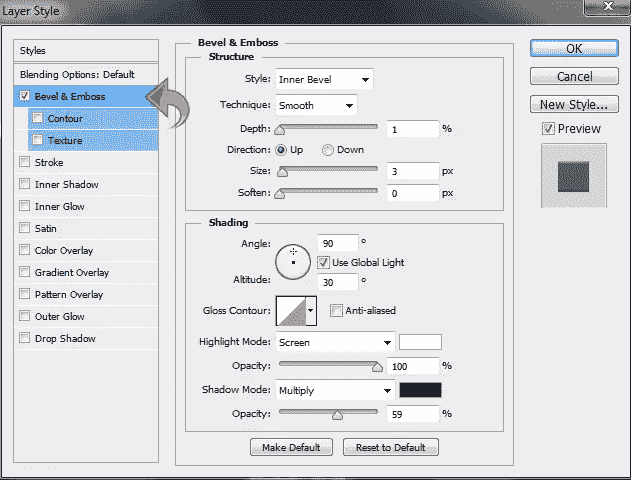 Layer Style
X
Styles
Blending Options: Default
Bevel & Emboss
Contour
Texture
Stroke
Inner Shadow
Inner Glow
Satin
Color Overlay
Gradient Overlay
Pattern Overlay
Outer Glow
Drop Shadow
Bevel & Emboss
Structure
Style: Inner Bevel
Technique: Smooth
Depth: 1 %
Direction: Up Down
Size: 3 px
Soften: 0 px
Shading
Angle: 90 °
Use Global Light
Altitude: 30 °
Gloss Contour: Anti-aliased
Highlight Mode: Screen
Opacity: 100 %
Shadow Mode: Multiply
Opacity: 59 %
Make Default Reset to Default
OK
Cancel
New Style...
Preview